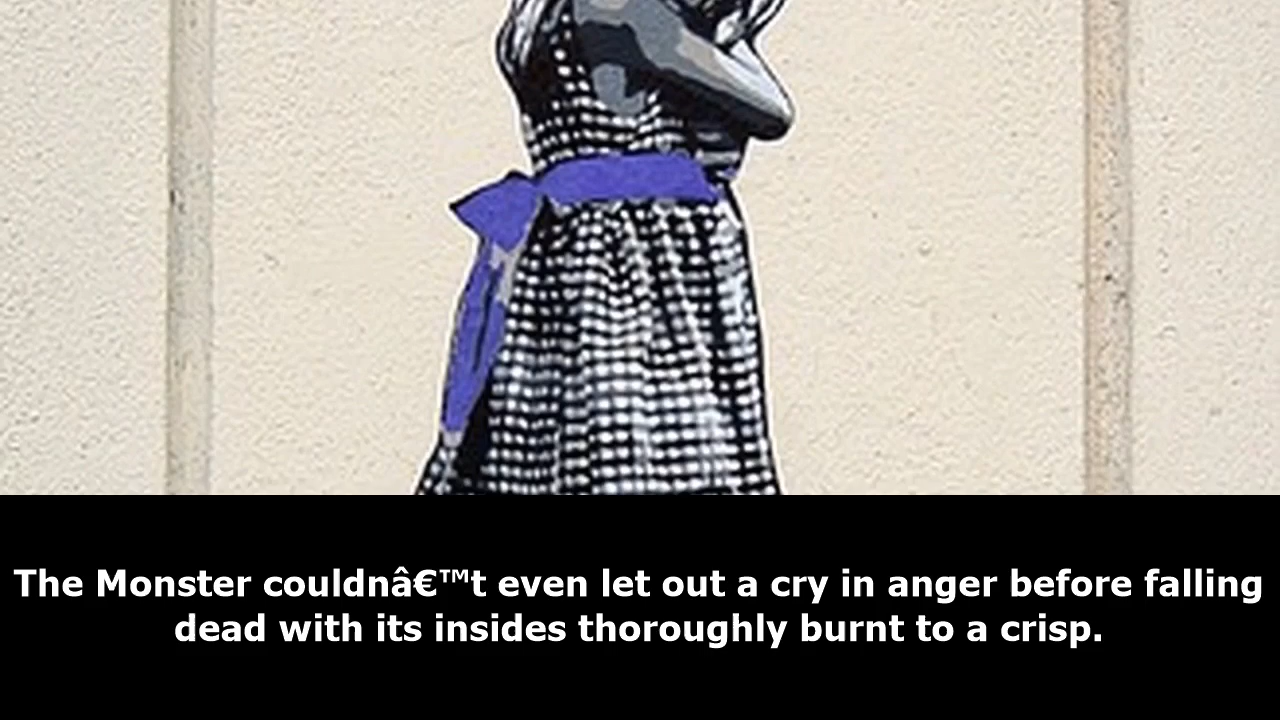 The Monster couldnâ€™t even let out a cry in anger before falling
dead with its insides thoroughly burnt to a crisp.